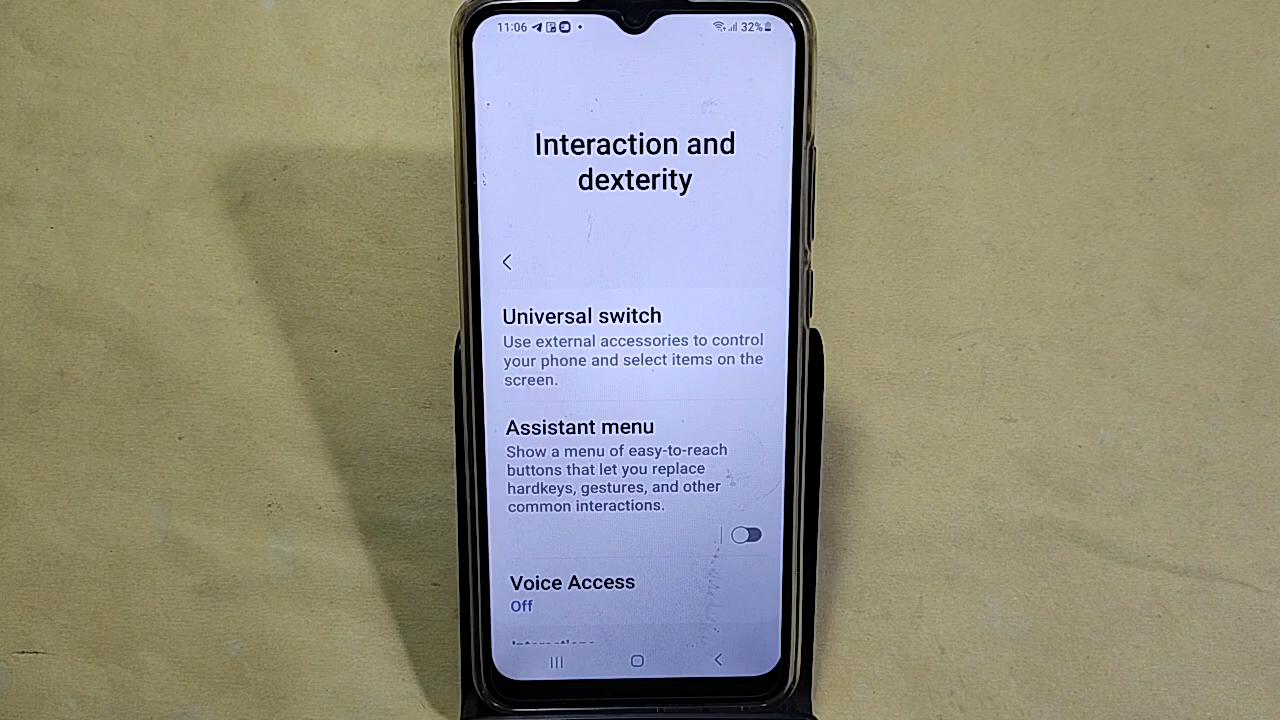 11:06
32%
Interaction and
dexterity
Universal switch
Use external accessories to control
your phone and select items on the
screen.
Assistant menu
Show a menu of easy-to-reach
buttons that let you replace
hardkeys, gestures, and other
common interactions.
Voice Access
Off